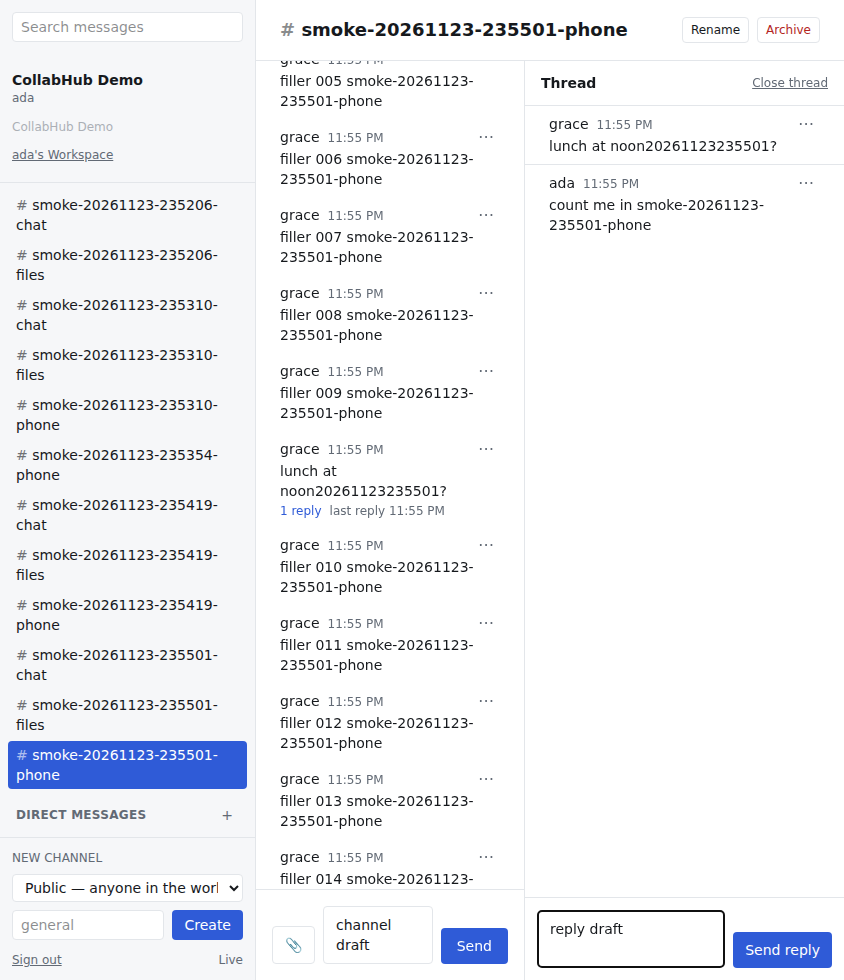 Search messages
CollabHub Demo
ada
CollabHub Demo
ada's Workspace
# smoke-20261123-235206-
chat
# smoke-20261123-235206-
files
# smoke-20261123-235310-
chat
# smoke-20261123-235310-
files
# smoke-20261123-235310-
phone
# smoke-20261123-235354-
phone
# smoke-20261123-235419-
chat
# smoke-20261123-235419-
files
# smoke-20261123-235419-
phone
# smoke-20261123-235501-
chat
# smoke-20261123-235501-
files
# smoke-20261123-235501-
phone
DIRECT MESSAGES +
NEW CHANNEL
Public — anyone in the worl
general Create
Sign out Live
# smoke-20261123-235501-phone Rename Archive
grace 11:55 PM
filler 005 smoke-20261123-
235501-phone
grace 11:55 PM ...
filler 006 smoke-20261123-
235501-phone
grace 11:55 PM ...
filler 007 smoke-20261123-
235501-phone
grace 11:55 PM ...
filler 008 smoke-20261123-
235501-phone
grace 11:55 PM ...
filler 009 smoke-20261123-
235501-phone
grace 11:55 PM ...
lunch at
noon20261123235501?
1 reply last reply 11:55 PM
grace 11:55 PM ...
filler 010 smoke-20261123-
235501-phone
grace 11:55 PM ...
filler 011 smoke-20261123-
235501-phone
grace 11:55 PM ...
filler 012 smoke-20261123-
235501-phone
grace 11:55 PM ...
filler 013 smoke-20261123-
235501-phone
grace 11:55 PM ...
filler 014 smoke-20261123-
channel
draft
Send
Thread Close thread
grace 11:55 PM ...
lunch at noon20261123235501?
ada 11:55 PM ...
count me in smoke-20261123-
235501-phone
reply draft
Send reply